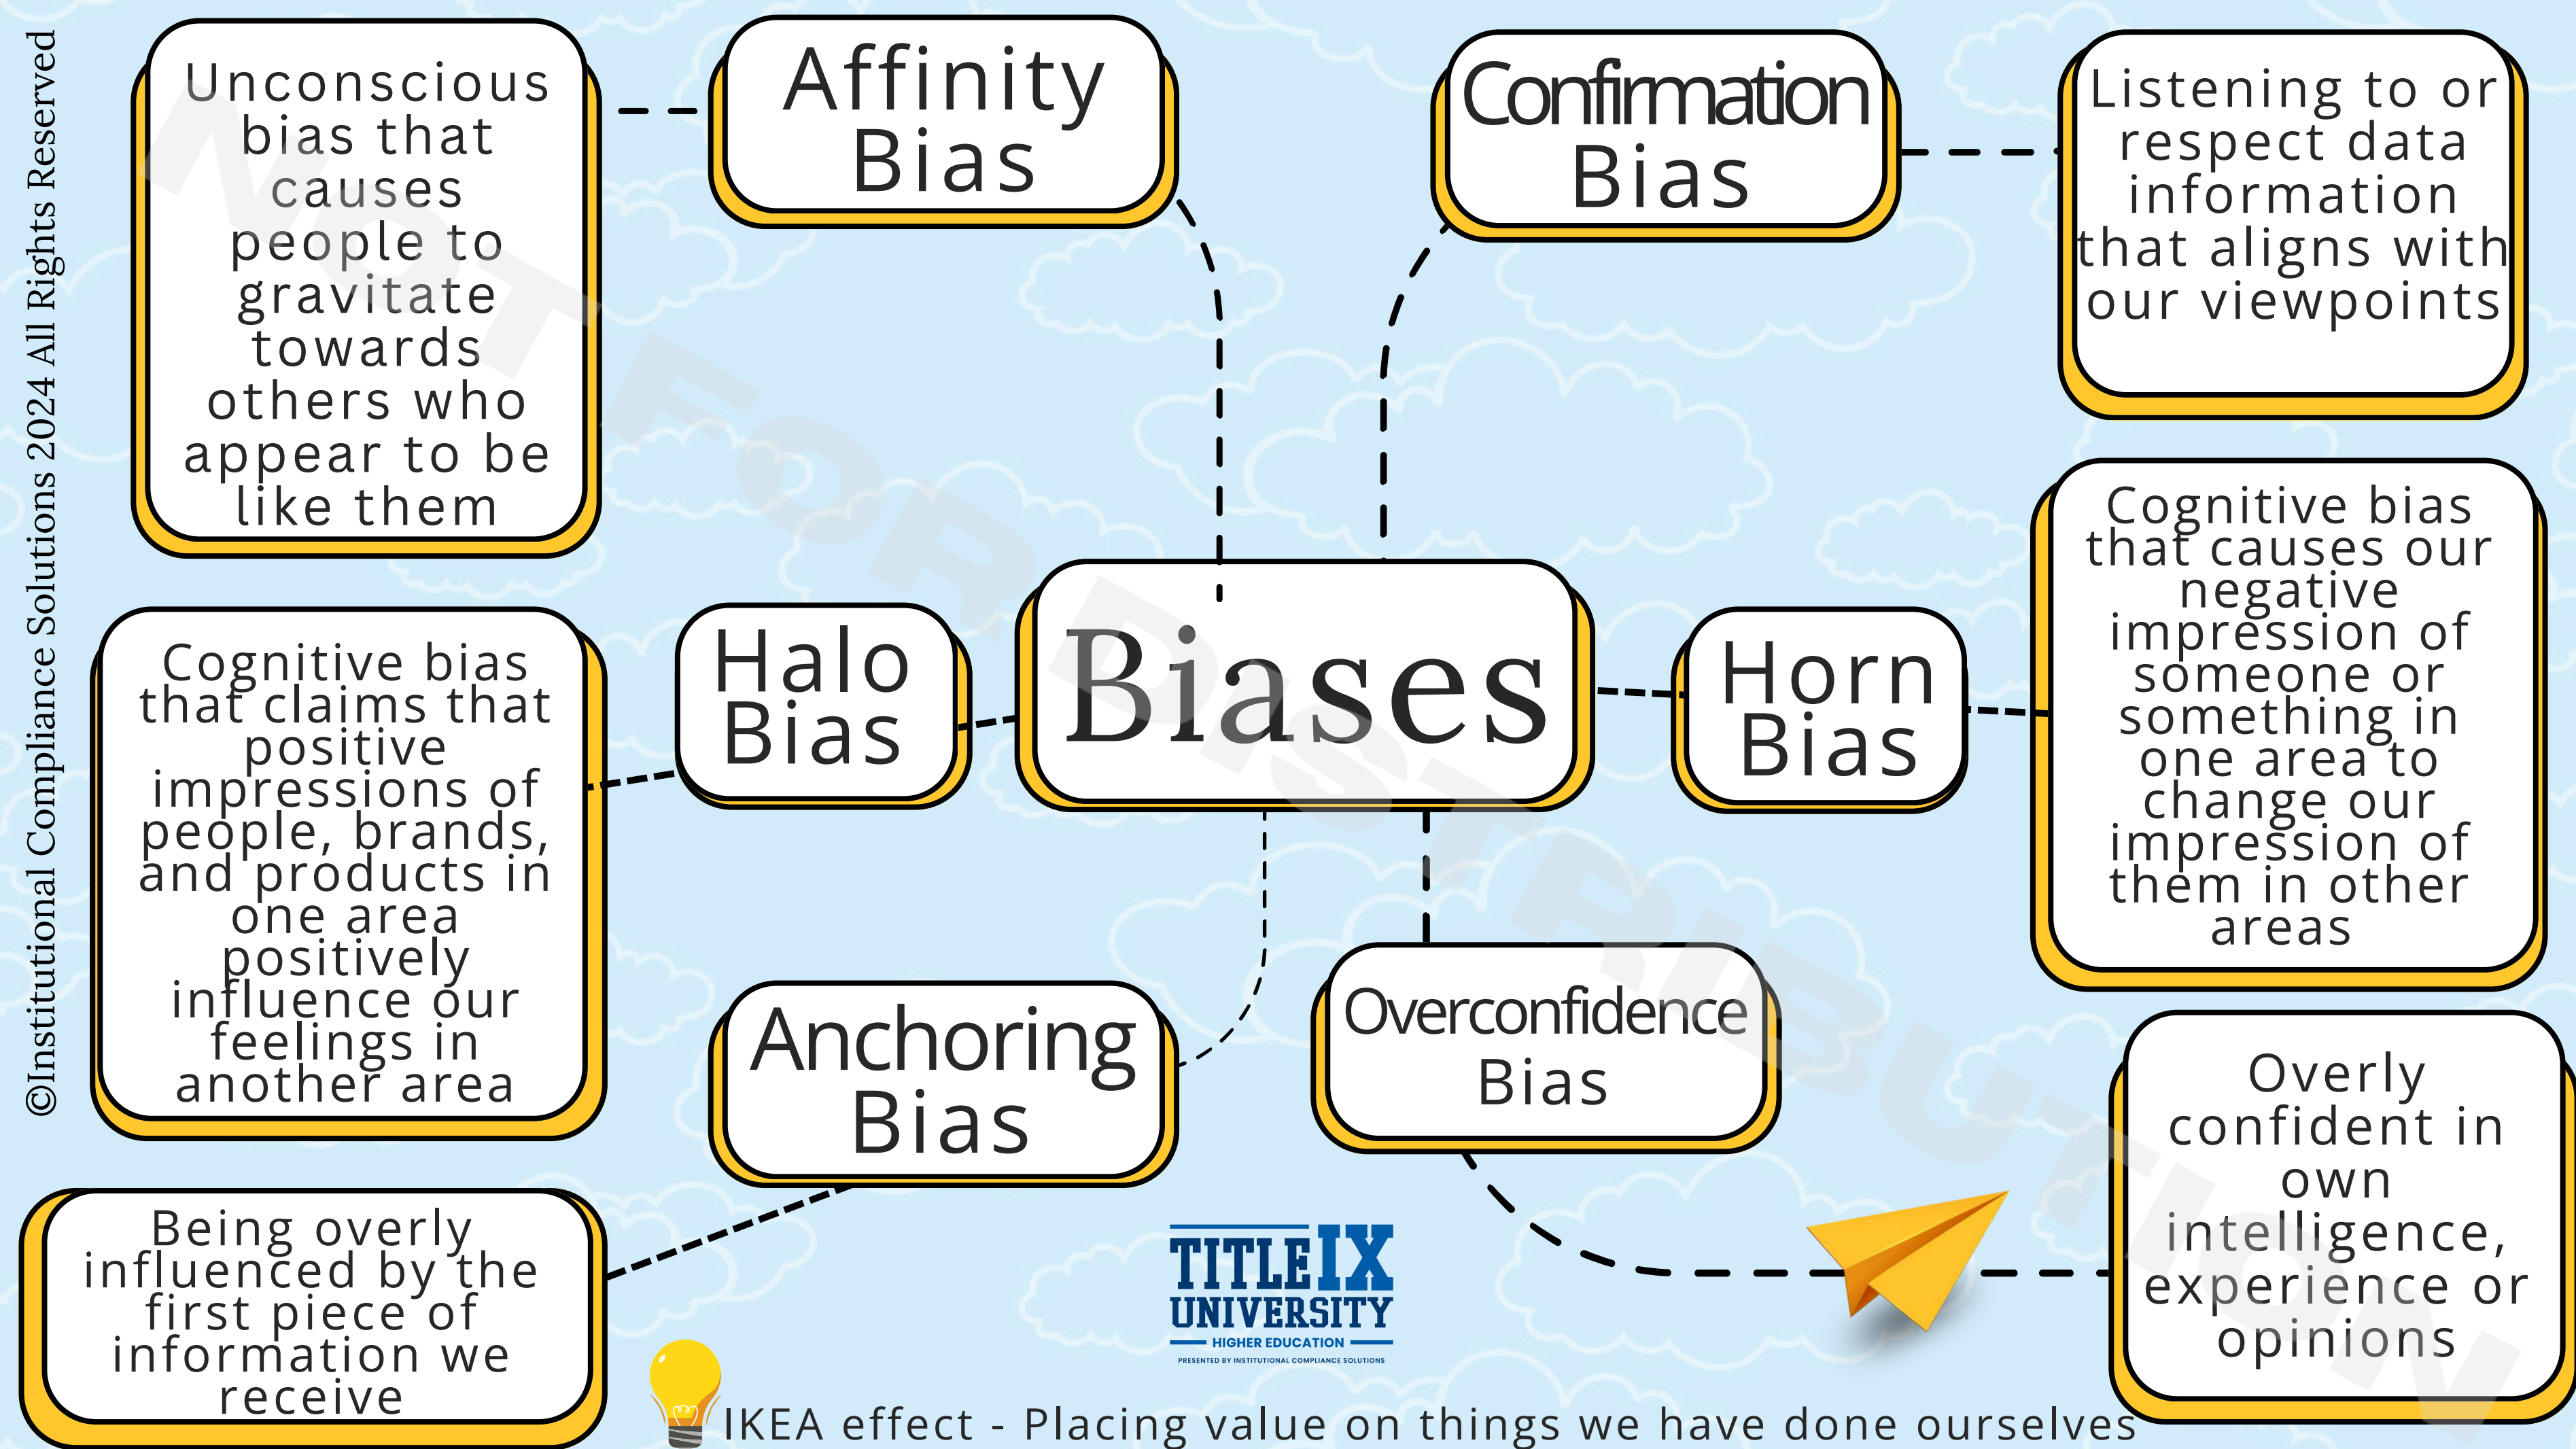 ©Institutional Compliance Solutions 2024 All Rights Reserved
Unconscious
bias that
causes
people to
gravitate
towards
others who
appear to be
like them
Affinity
Bias
Confirmation
Bias
Listening to or
respect data
information
that aligns with
our viewpoints
Cognitive bias
that claims that
positive
impressions of
people, brands,
and products in
one area
positively
influence our
feelings in
another area
Halo
Bias
Biases
Horn
Bias
Cognitive bias
that causes our
negative
impression of
someone or
something in
one area to
change our
impression of
them in other
areas
Anchoring
Bias
Overconfidence
Bias
Being overly
influenced by the
first piece of
information we
receive
Overly
confident in
own
intelligence,
experience or
opinions
TITLE IX
UNIVERSITY
HIGHER EDUCATION
PRESENTED BY INSTITUTIONAL COMPLIANCE SOLUTIONS
IKEA effect - Placing value on things we have done ourselves
NOT FOR DISTRIBUTION